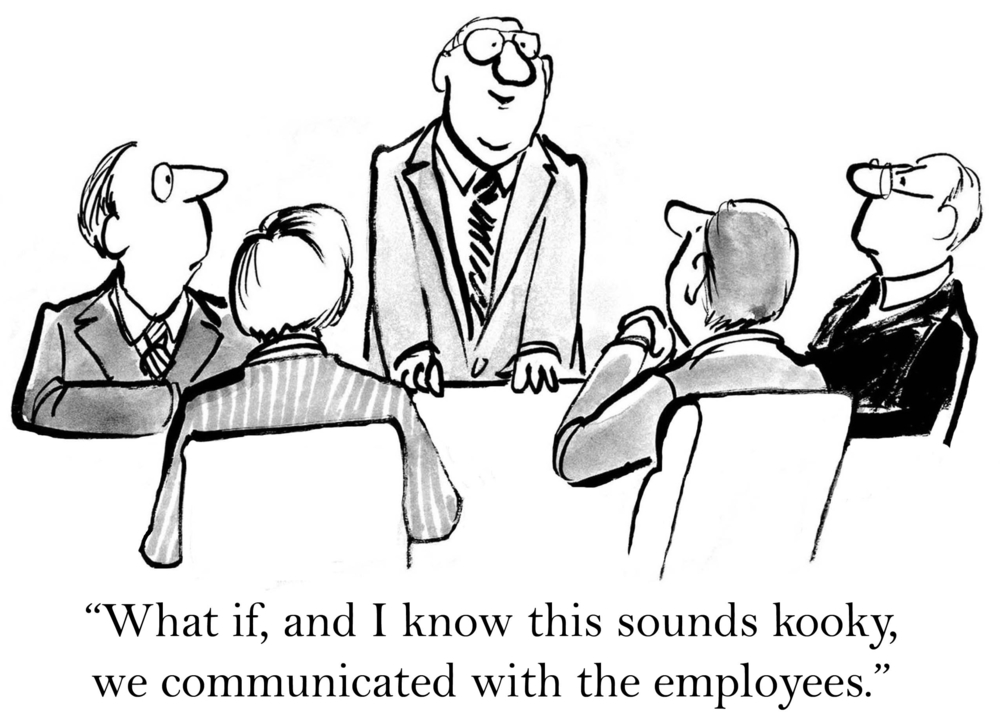 “What if, and I know this sounds kooky,
we communicated with the employees.”